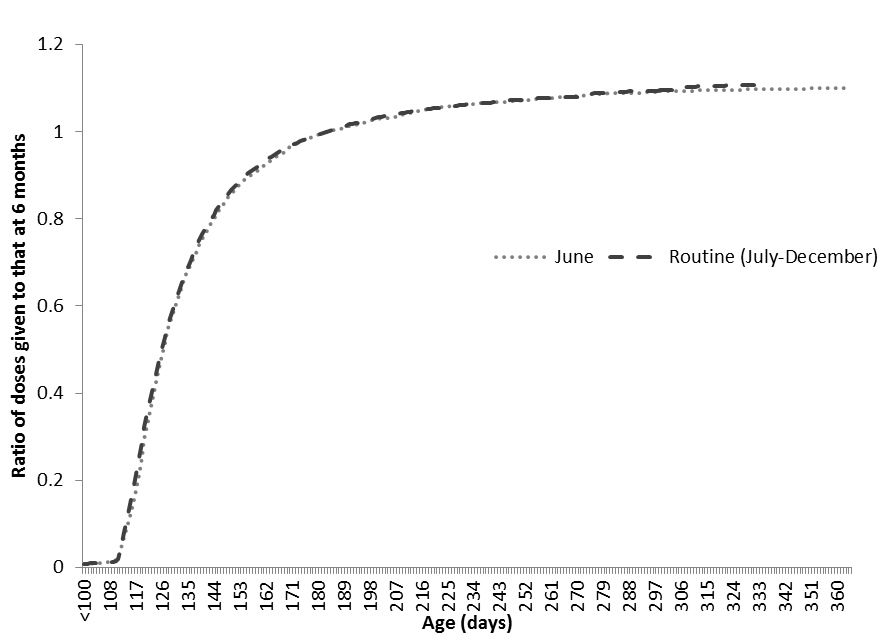 1.2
1
0.8
0.6
0.4
0.2
0
Ratio of doses given to that at 6 months
June
Routine (July-December)
<100 108 117 126 135 144 153 162 171 180 189 198 207 216 225 234 243 252 261 270 279 288 297 306 315 324 333 342 351 360
Age (days)